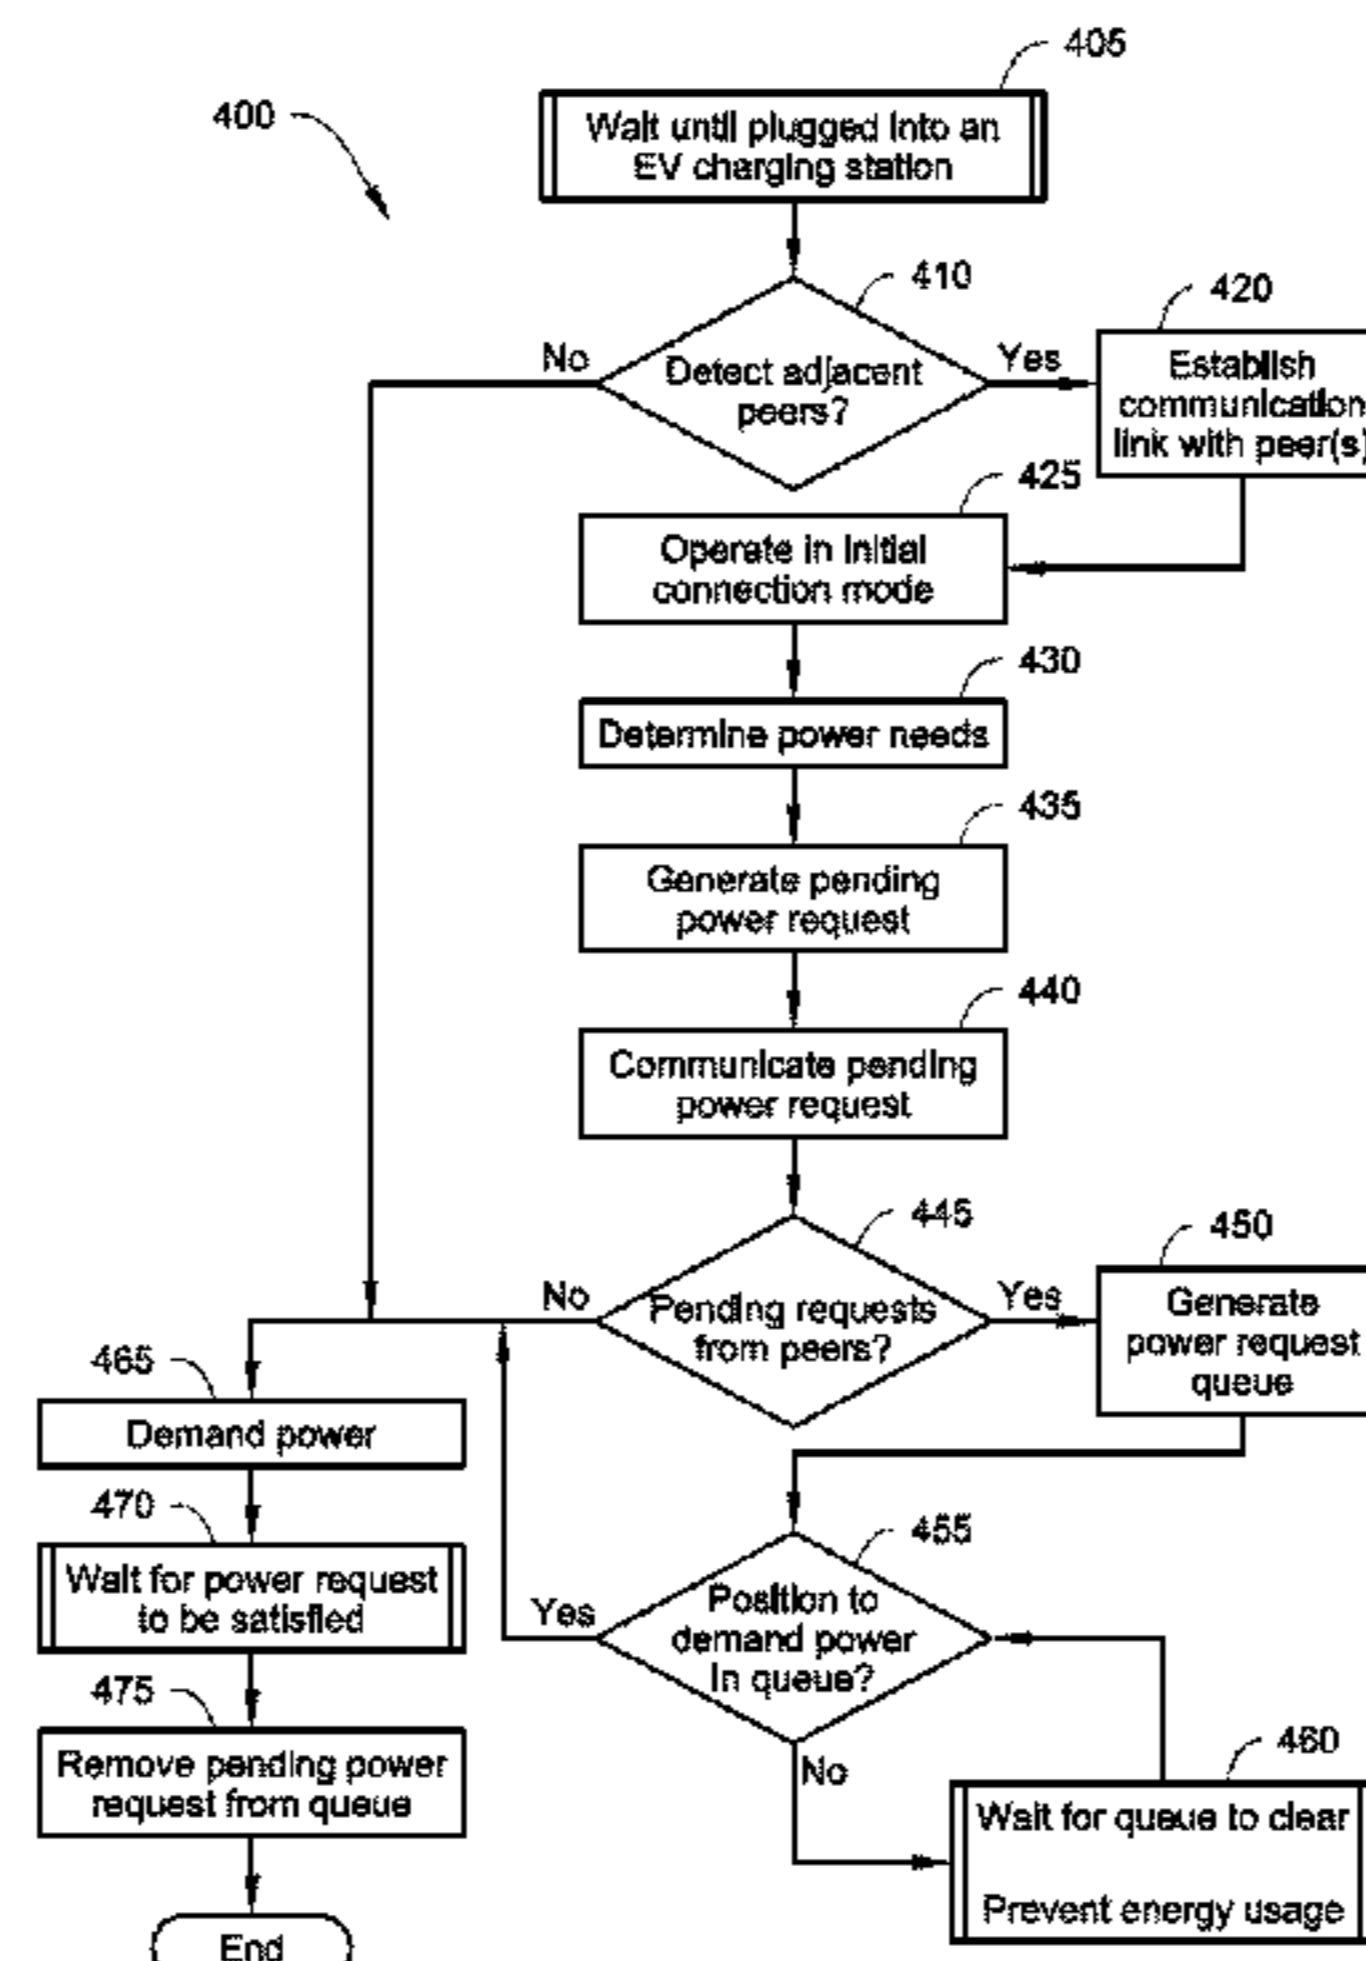 405
400
Wait until plugged into an
EV charging station
410
420
No
Yes
Detect adjacent
peers?
Establish
communication
link with peer(s)
425
Operate in initial
connection mode
430
Determine power needs
435
Generate pending
power request
440
Communicate pending
power request
445
450
No
Yes
Pending requests
from peers?
Generate
power request
queue
465
Demand power
470
455
Wait for power request
to be satisfied
Yes
Position to
demand power
in queue?
475
No
460
Remove pending power
request from queue
Wait for queue to clear
Prevent energy usage
End